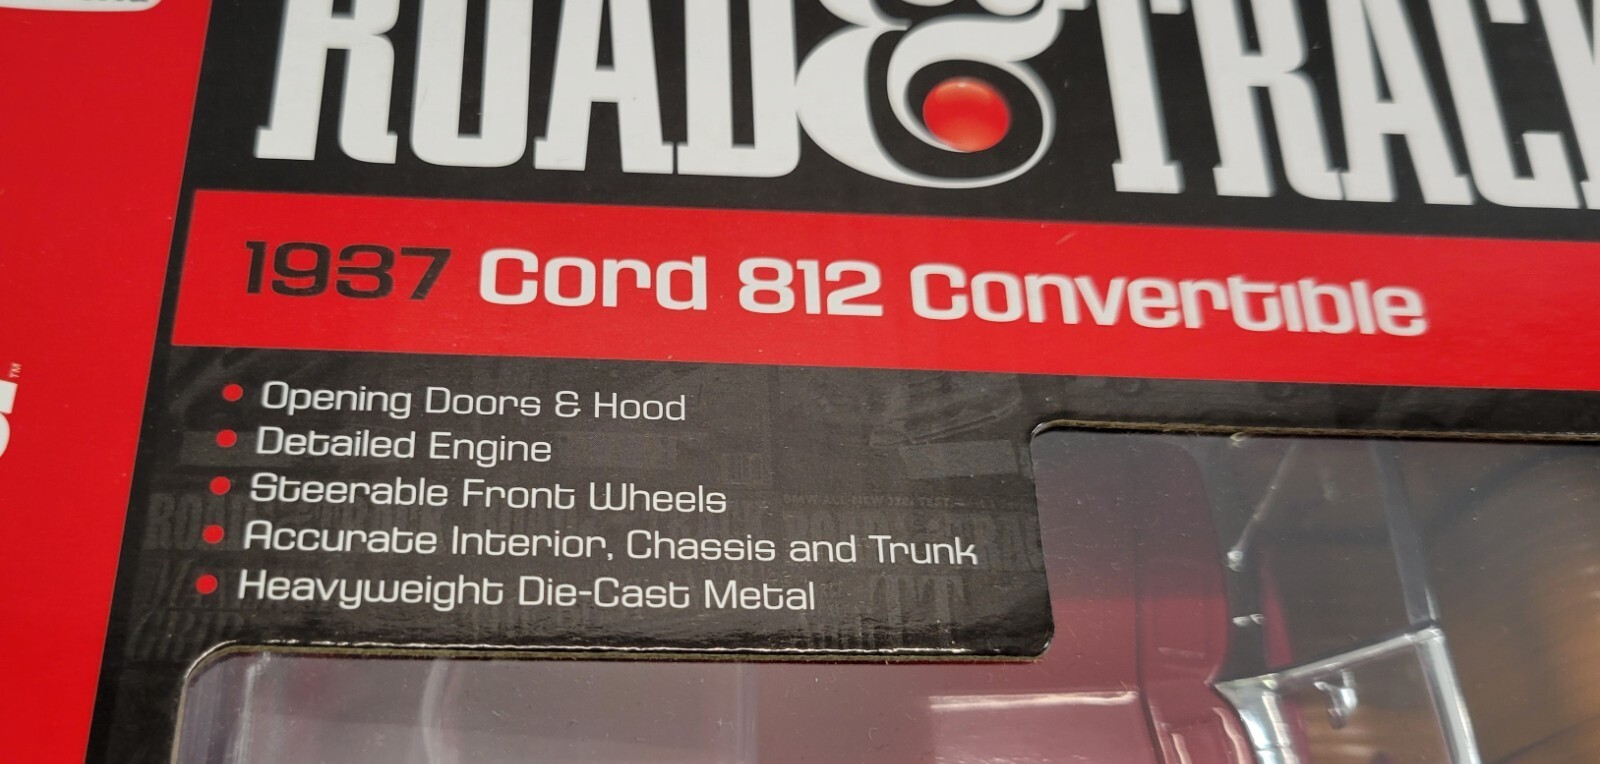 ROAD & TRACK
1937 Cord 812 Convertible
• Opening Doors & Hood
• Detailed Engine
• Steerable Front Wheels
• Accurate Interior, Chassis and Trunk
• Heavyweight Die-Cast Metal
TM